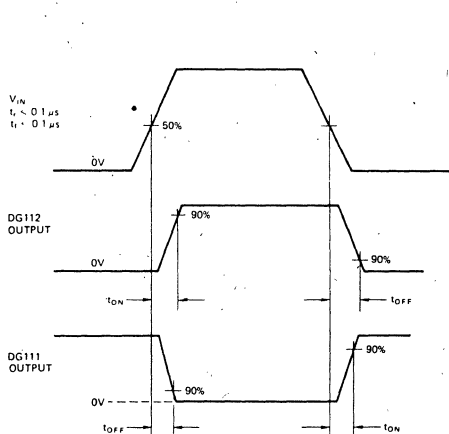 VIN
tr < 0.1 µs
tf < 0.1 µs
50%
0V
DG112
OUTPUT
90%
0V
90%
tON
tOFF
DG111
OUTPUT
90%
90%
0V
tOFF
tON